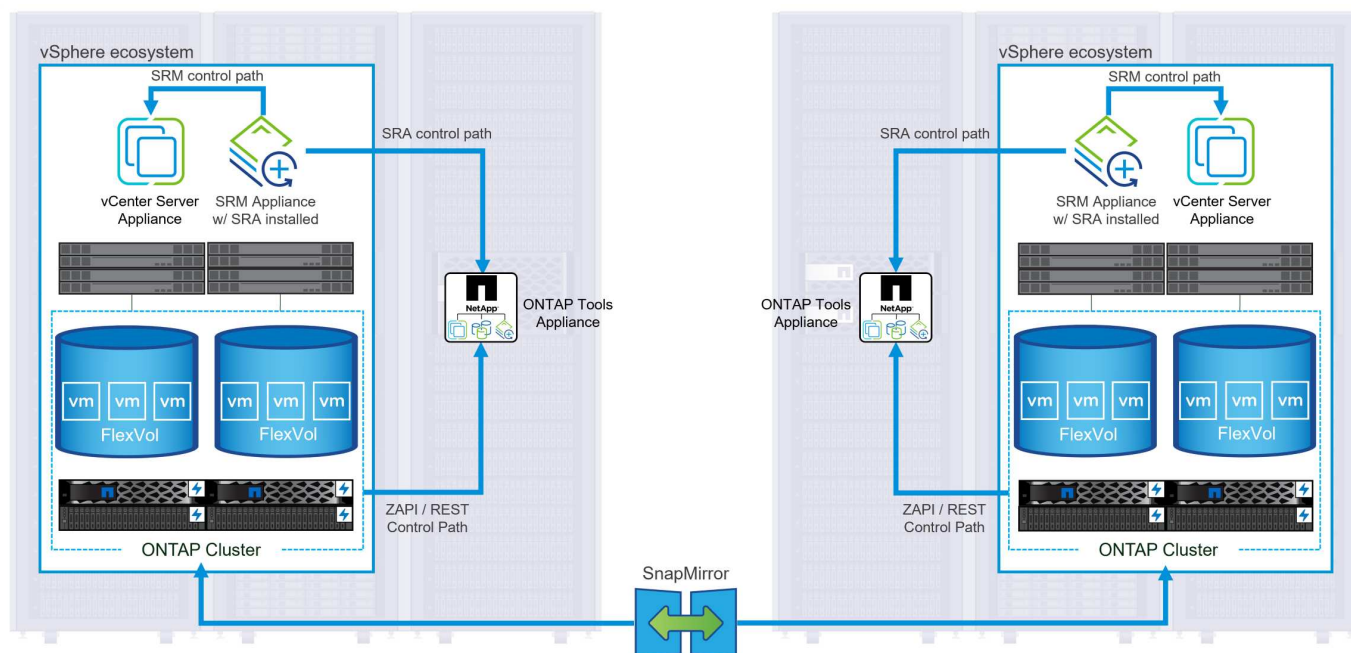 vSphere ecosystem
SRM control path
vCenter Server
Appliance
SRM Appliance
w/ SRA installed
SRA control path
NetApp
ONTAP Tools
Appliance
vm vm vm
FlexVol
vm vm vm
FlexVol
ZAPI / REST
Control Path
ONTAP Cluster
SnapMirror
vSphere ecosystem
SRM control path
SRA control path
SRM Appliance
w/ SRA installed
vCenter Server
Appliance
ONTAP Tools
Appliance
NetApp
vm vm vm
FlexVol
vm vm vm
FlexVol
ZAPI / REST
Control Path
ONTAP Cluster